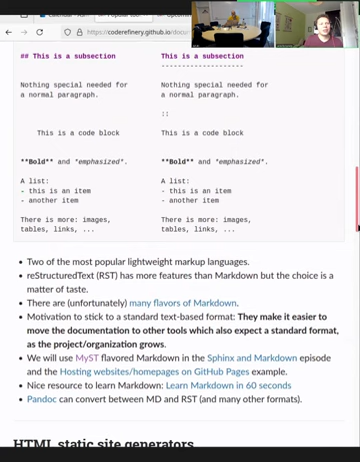 https://coderefinery.github.io/docu
## This is a subsection
Nothing special needed for
a normal paragraph.
This is a code block
**Bold** and *emphasized*.
A list:
- this is an item
- another item
There is more: images,
tables, links, ...
This is a subsection
--------------------
Nothing special needed for
a normal paragraph.
::
This is a code block
**Bold** and *emphasized*.
A list:
- this is an item
- another item
There is more: images,
tables, links, ...
• Two of the most popular lightweight markup languages.
• reStructuredText (RST) has more features than Markdown but the choice is a
matter of taste.
• There are (unfortunately) many flavors of Markdown.
• Motivation to stick to a standard text-based format: They make it easier to
move the documentation to other tools which also expect a standard format,
as the project/organization grows.
• We will use MyST flavored Markdown in the Sphinx and Markdown episode
and the Hosting websites/homepages on GitHub Pages example.
• Nice resource to learn Markdown: Learn Markdown in 60 seconds
• Pandoc can convert between MD and RST (and many other formats).
HTML static site generators